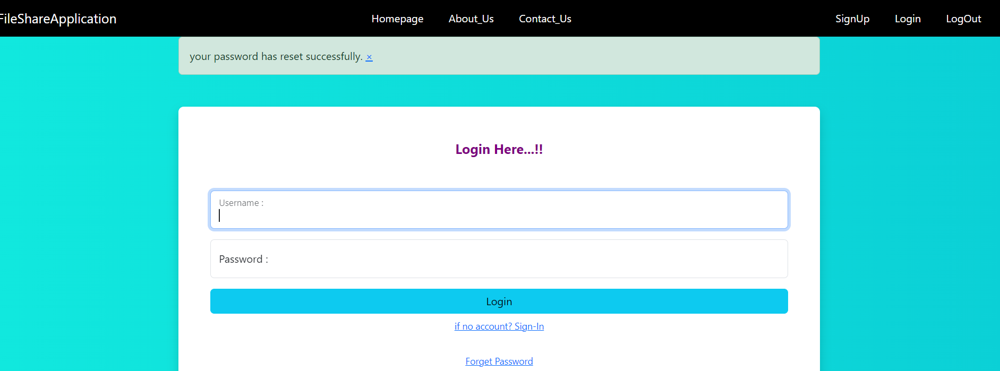 FileShareApplication Homepage About_Us Contact_Us SignUp Login LogOut
your password has reset successfully. ×
Login Here...!!
Username :
Password :
Login
if no account? Sign-In
Forget Password